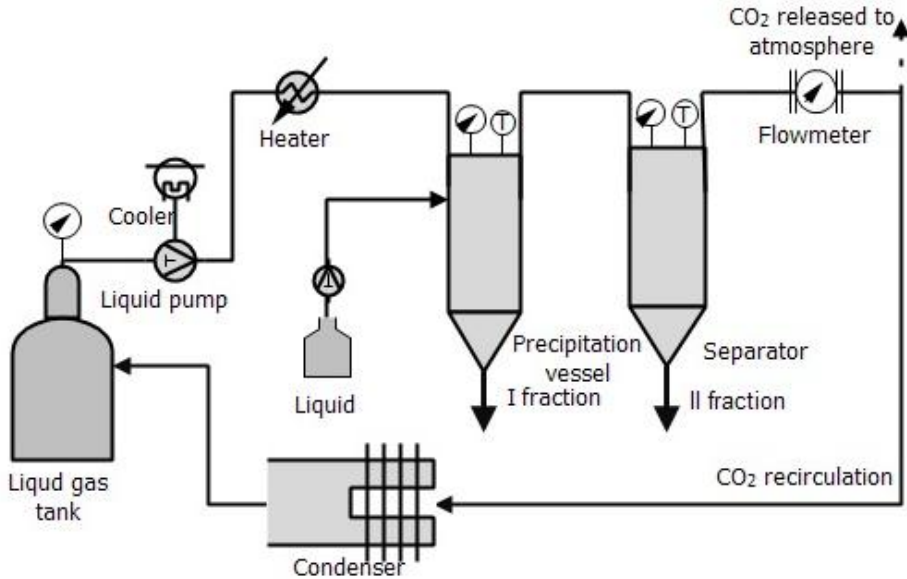 CO₂ released to
atmosphere
Heater
T
T
Flowmeter
Cooler
T
Liquid pump
T
Precipitation
vessel
Separator
I fraction
II fraction
Liquid
Liqud gas
tank
CO₂ recirculation
Condenser